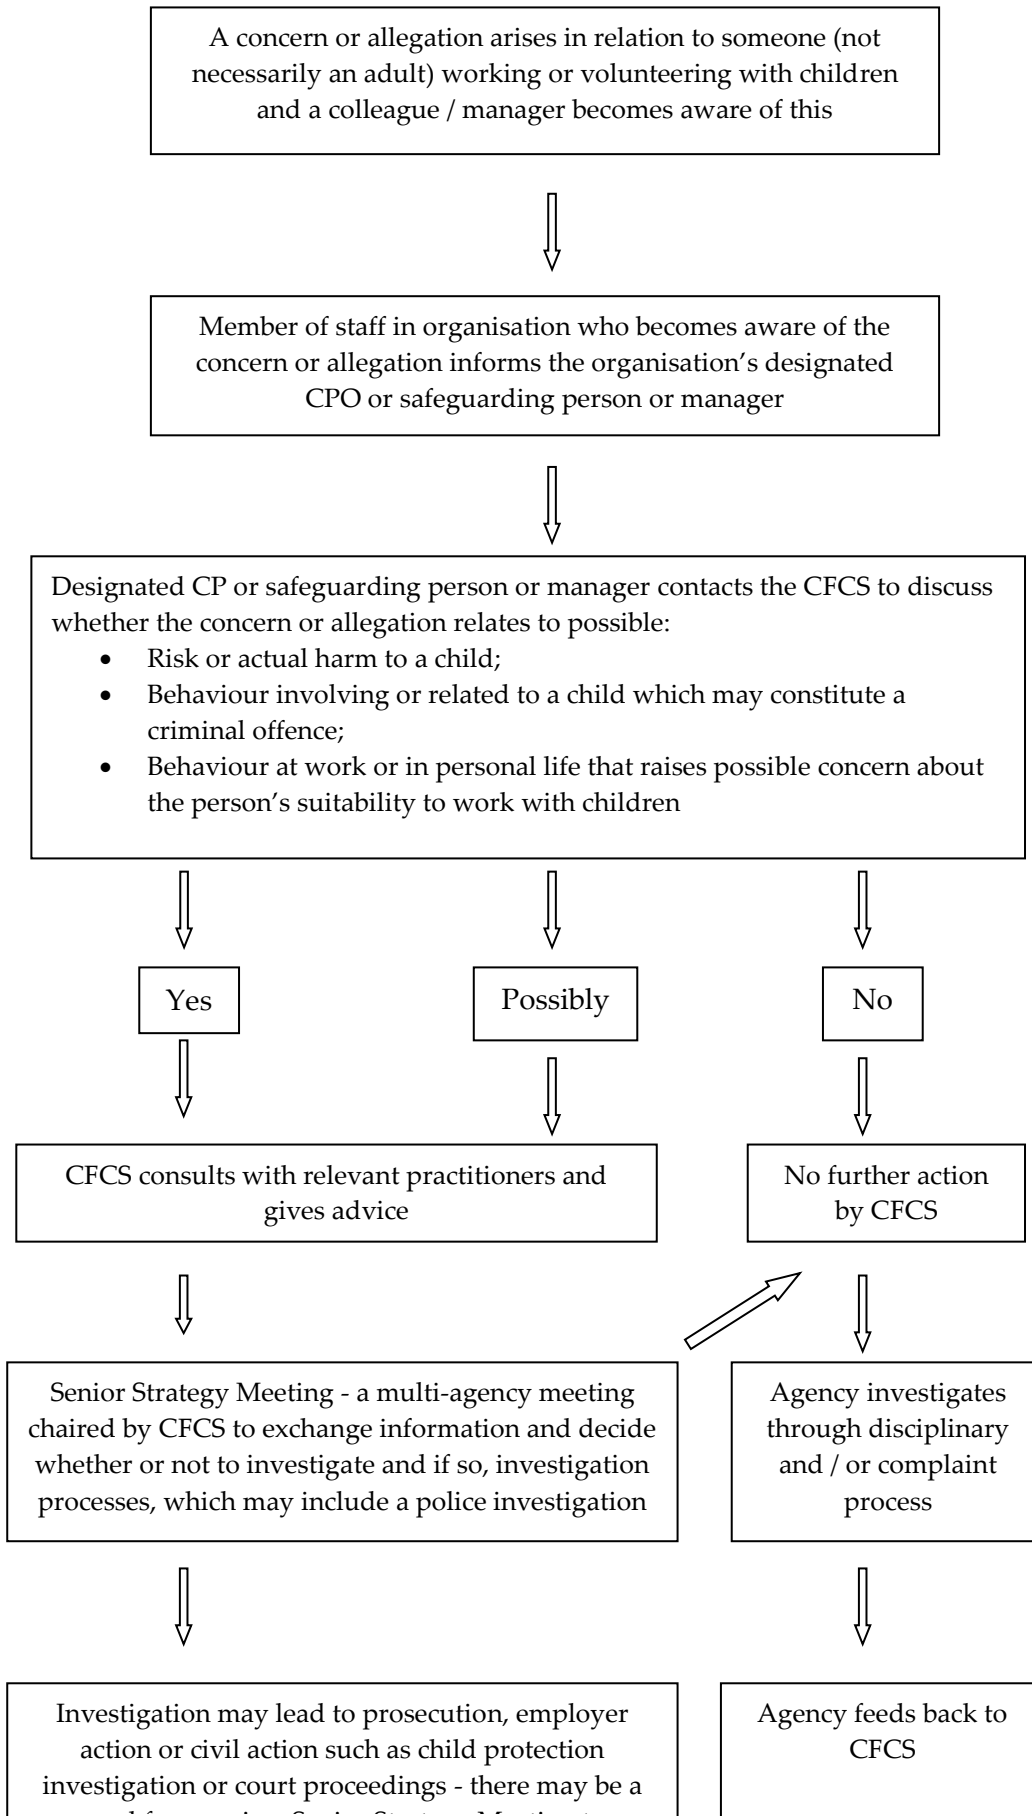 A concern or allegation arises in relation to someone (not
necessarily an adult) working or volunteering with children
and a colleague / manager becomes aware of this
Member of staff in organisation who becomes aware of the
concern or allegation informs the organisation's designated
CPO or safeguarding person or manager
Designated CP or safeguarding person or manager contacts the CFCS to discuss
whether the concern or allegation relates to possible:
• Risk or actual harm to a child;
• Behaviour involving or related to a child which may constitute a
criminal offence;
• Behaviour at work or in personal life that raises possible concern about
the person's suitability to work with children
Yes
Possibly
No
CFCS consults with relevant practitioners and
gives advice
No further action
by CFCS
Senior Strategy Meeting - a multi-agency meeting
chaired by CFCS to exchange information and decide
whether or not to investigate and if so, investigation
processes, which may include a police investigation
Agency investigates
through disciplinary
and / or complaint
process
Investigation may lead to prosecution, employer
action or civil action such as child protection
investigation or court proceedings - there may be a
Agency feeds back to
CFCS